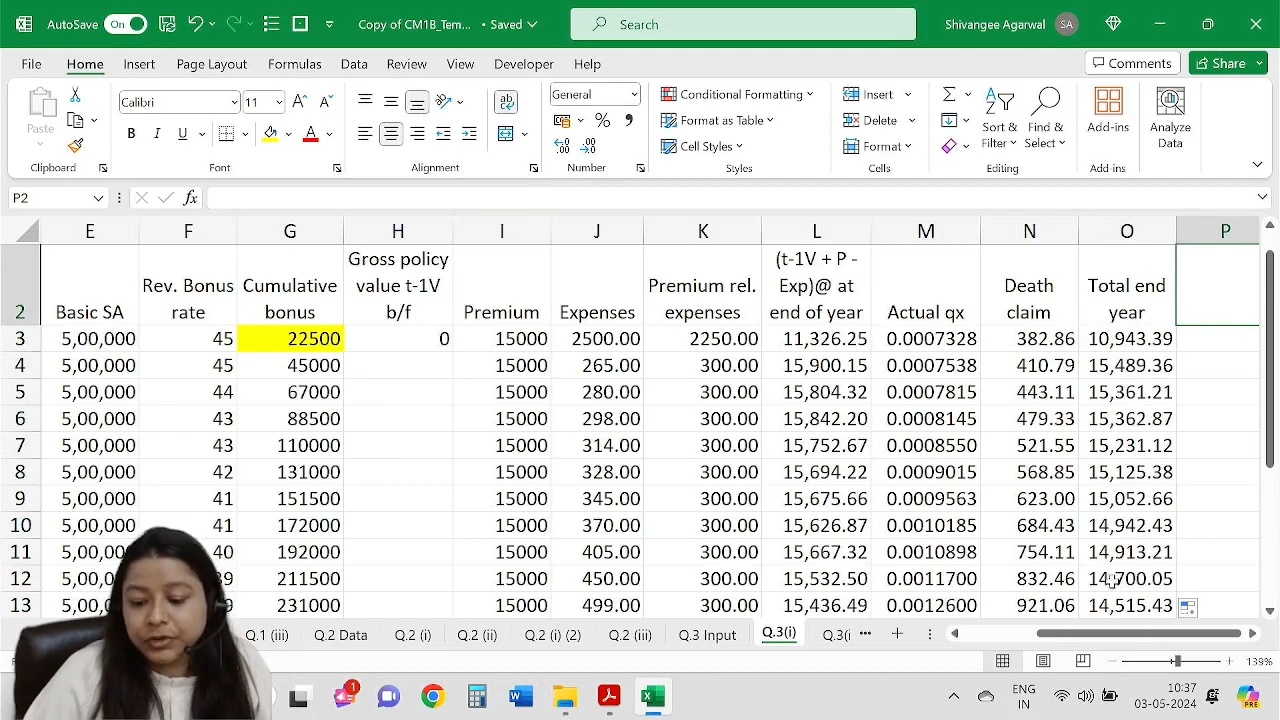 AutoSave On Copy of CM1B_Tem... • Saved Search Shivangee Agarwal SA
File Home Insert Page Layout Formulas Data Review View Developer Help Comments Share
Paste Calibri 11 General Conditional Formatting Insert
B I U A Format as Table Delete Sort & Find & Add-ins Analyze
Cell Styles Format Filter Select Data
Clipboard Font Alignment Number Styles Cells Editing Add-ins
P2 fx
E F G H I J K L M N O P
Gross policy (t-1V + P -
Rev. Bonus Cumulative value t-1V Premium rel. Exp)@ at Death Total end
2 Basic SA rate bonus b/f Premium Expenses expenses end of year Actual qx claim year
3 5,00,000 45 22500 0 15000 2500.00 2250.00 11,326.25 0.0007328 382.86 10,943.39
4 5,00,000 45 45000 15000 265.00 300.00 15,900.15 0.0007538 410.79 15,489.36
5 5,00,000 44 67000 15000 280.00 300.00 15,804.32 0.0007815 443.11 15,361.21
6 5,00,000 43 88500 15000 298.00 300.00 15,842.20 0.0008145 479.33 15,362.87
7 5,00,000 43 110000 15000 314.00 300.00 15,752.67 0.0008550 521.55 15,231.12
8 5,00,000 42 131000 15000 328.00 300.00 15,694.22 0.0009015 568.85 15,125.38
9 5,00,000 41 151500 15000 345.00 300.00 15,675.66 0.0009563 623.00 15,052.66
10 5,00,000 41 172000 15000 370.00 300.00 15,626.87 0.0010185 684.43 14,942.43
11 5,00,000 40 192000 15000 405.00 300.00 15,667.32 0.0010898 754.11 14,913.21
12 211500 15000 450.00 300.00 15,532.50 0.0011700 832.46 14,700.05
13 231000 15000 499.00 300.00 15,436.49 0.0012600 921.06 14,515.43
Q.1 (iii) Q.2 Data Q.2 (i) Q.2 (ii) Q.2 (i) (2) Q.2 (iii) Q.3 Input Q.3(i) Q.3(i ...
139%
1 ENG 10:37
IN 03-05-2024 PRE